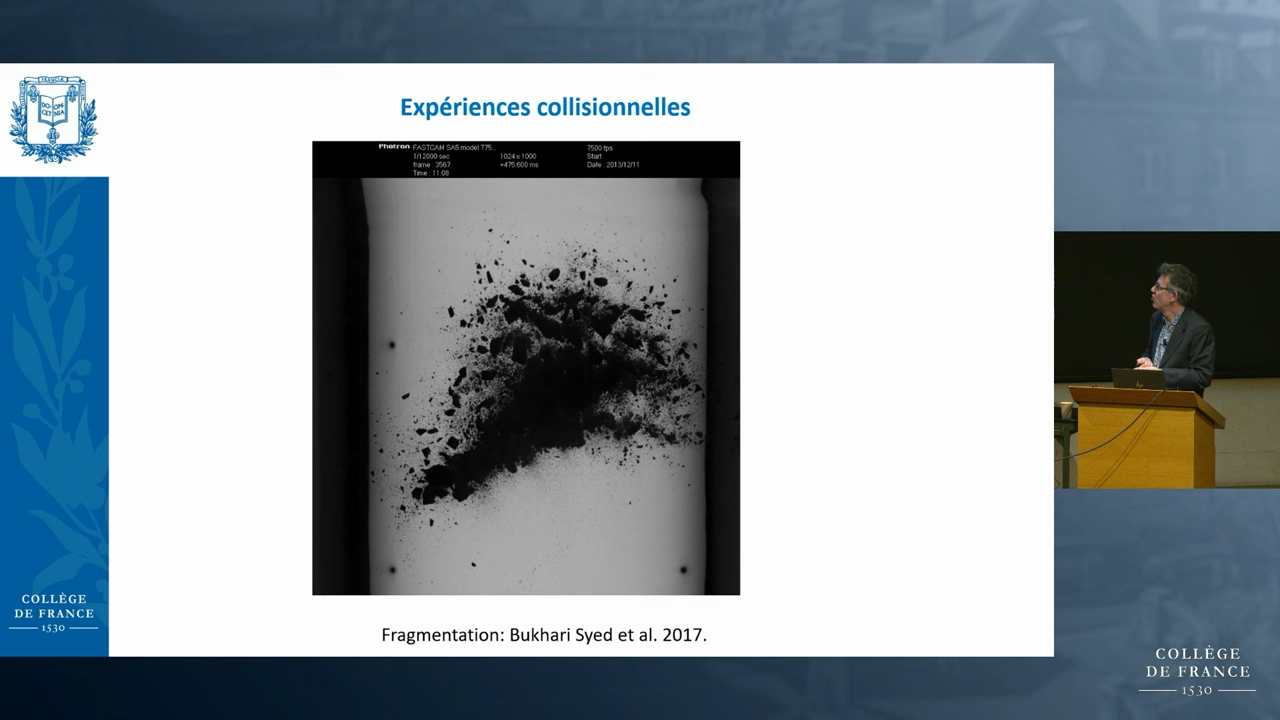 Expériences collisionnelles
Photron FASTCAM SA5 model 775...
1/12000 sec
frame : 3567
Time : 11:08
1024 x 1000
+475.600 ms
7500 fps
Start
Date : 2013/12/11
Fragmentation: Bukhari Syed et al. 2017.
COLLÈGE
DE FRANCE
1530
COLLÈGE
DE FRANCE
1530